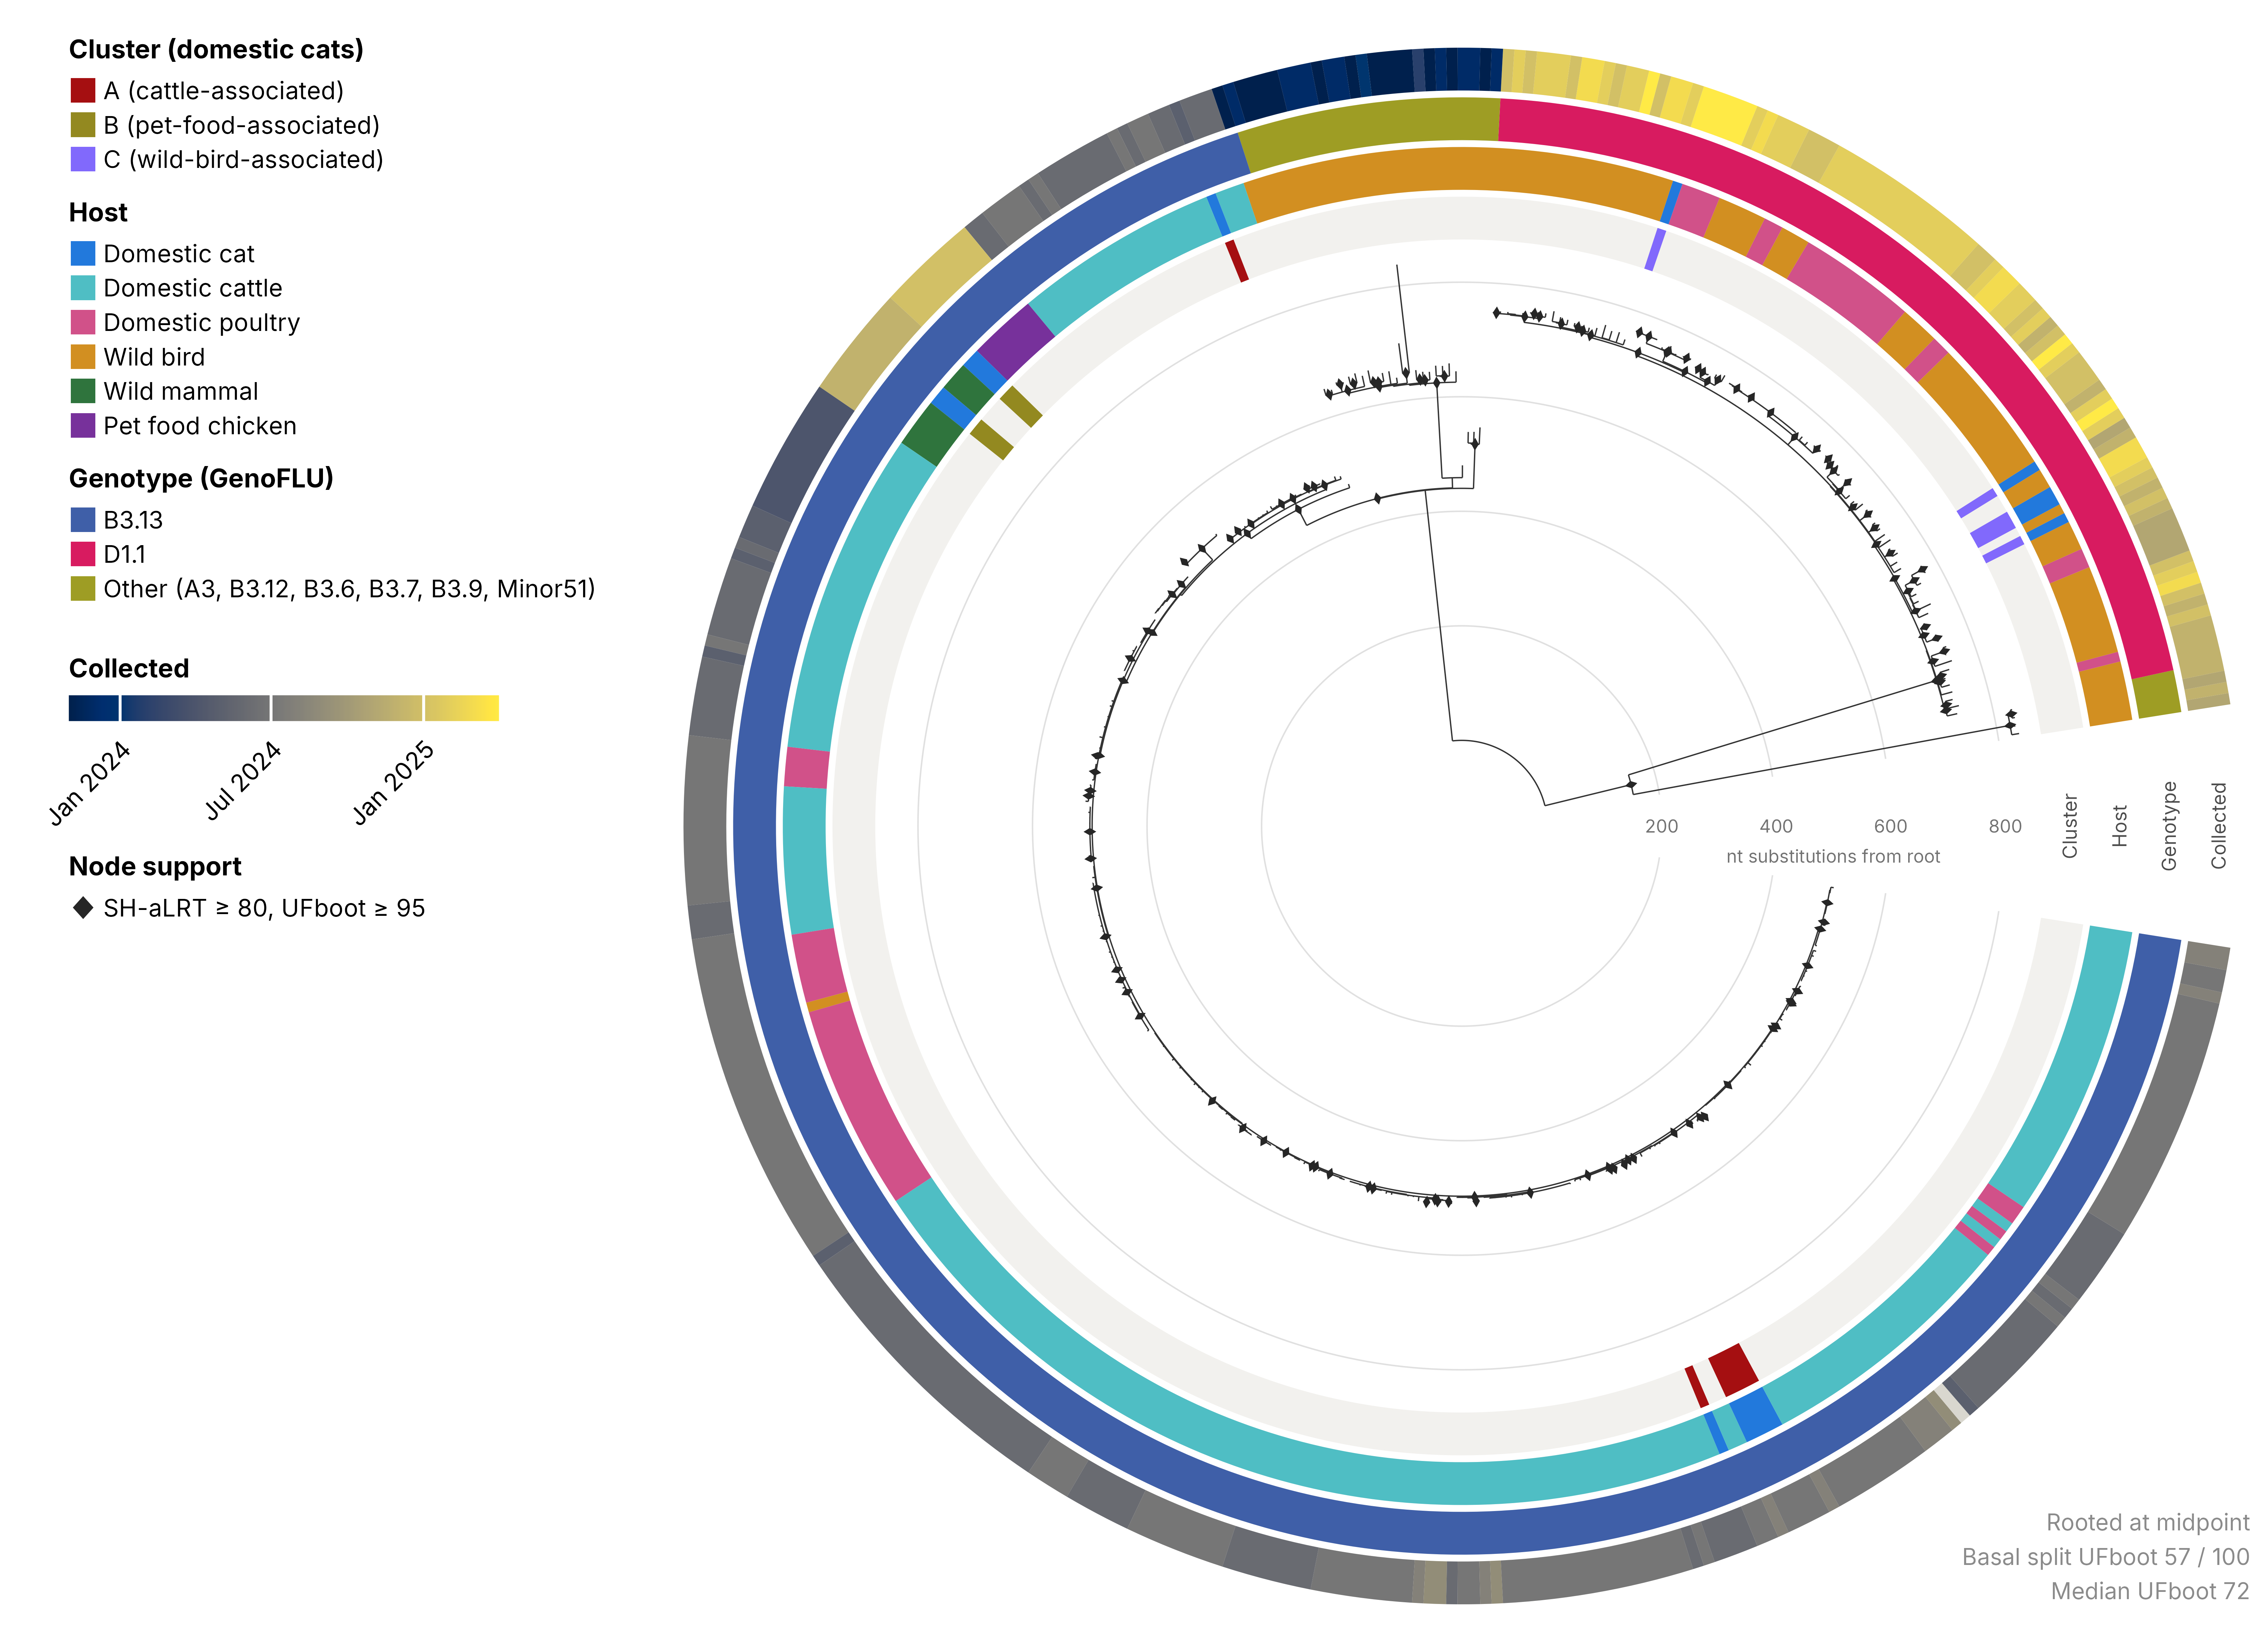 Cluster (domestic cats)
A (cattle-associated)
B (pet-food-associated)
C (wild-bird-associated)
Host
Domestic cat
Domestic cattle
Domestic poultry
Wild bird
Wild mammal
Pet food chicken
Genotype (GenoFLU)
B3.13
D1.1
Other (A3, B3.12, B3.6, B3.7, B3.9, Minor51)
Collected
Jan 2024
Jul 2024
Jan 2025
Node support
SH-aLRT ≥ 80, UFboot ≥ 95
200 400 600 800
nt substitutions from root
Cluster
Host
Genotype
Collected
Rooted at midpoint
Basal split UFboot 57 / 100
Median UFboot 72